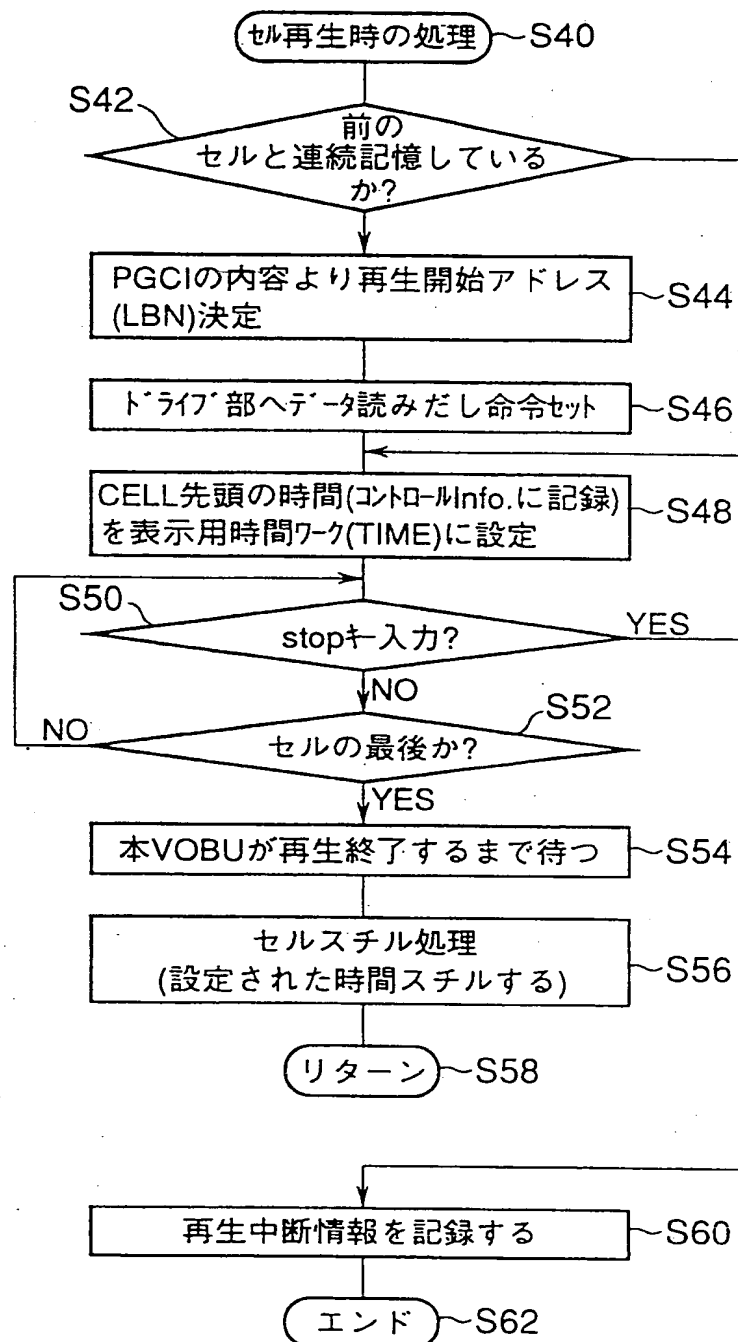 セル再生時の処理 S40
S42
前の
セルと連続記憶している
か?
PGCIの内容より再生開始アドレス
(LBN)決定
S44
ドライブ部へデータ読みだし命令セット S46
CELL先頭の時間(コントロールInfo.に記録)
を表示用時間ワーク(TIME)に設定
S48
S50
stopキー入力?
YES
NO
S52
NO
セルの最後か?
YES
本VOBUが再生終了するまで待つ S54
セルスチル処理
(設定された時間スチルする)
S56
リターン S58
再生中断情報を記録する S60
エンド S62